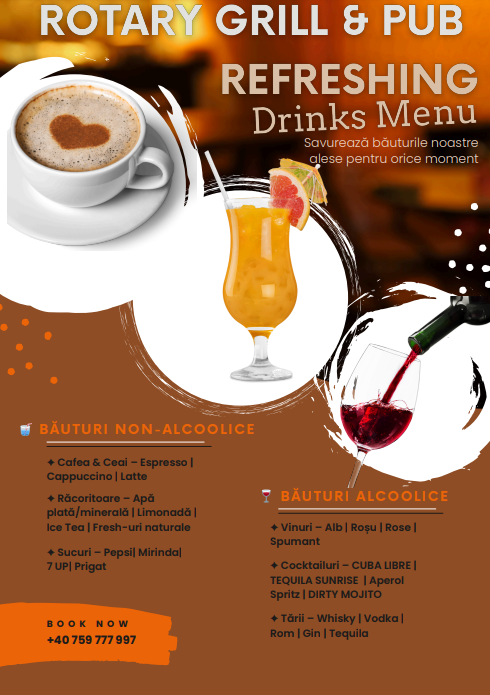 ROTARY GRILL & PUB
REFRESHING
Drinks Menu
Savurează băuturile noastre
alese pentru orice moment
🥤 BĂUTURI NON-ALCOOLICE
✦ Cafea & Ceai – Espresso |
Cappuccino | Latte
✦ Răcoritoare – Apă
plată/minerală | Limonadă |
Ice Tea | Fresh-uri naturale
✦ Sucuri – Pepsi| Mirinda|
7 UP| Prigat
🍷 BĂUTURI ALCOOLICE
✦ Vinuri – Alb | Roșu | Rose |
Spumant
✦ Cocktailuri – CUBA LIBRE |
TEQUILA SUNRISE | Aperol
Spritz | DIRTY MOJITO
✦ Tării – Whisky | Vodka |
Rom | Gin | Tequila
BOOK NOW
+40 759 777 997